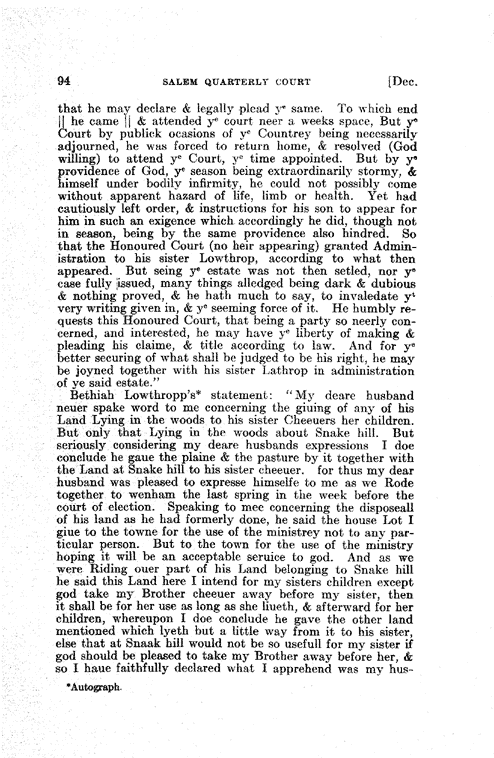 94 SALEM QUARTERLY COURT [Dec.
that he may declare & legally plead yᵉ same. To which end
|| he came || & attended yᵉ court neer a weeks space, But yᵉ
Court by publick ocasions of yᵉ Countrey being necessarily
adjourned, he was forced to return home, & resolved (God
willing) to attend yᵉ Court, yᵉ time appointed. But by yᵉ
providence of God, yᵉ season being extraordinarily stormy, &
himself under bodily infirmity, he could not possibly come
without apparent hazard of life, limb or health. Yet had
cautiously left order, & instructions for his son to appear for
him in such an exigence which accordingly he did, though not
in season, being by the same providence also hindred. So
that the Honoured Court (no heir appearing) granted Admin-
istration to his sister Lowthrop, according to what then
appeared. But seing yᵉ estate was not then setled, nor yᵉ
case fully issued, many things alledged being dark & dubious
& nothing proved, & he hath much to say, to invaledate yᵗ
very writing given in, & yᵉ seeming force of it. He humbly re-
quests this Honoured Court, that being a party so neerly con-
cerned, and interested, he may have yᵉ liberty of making &
pleading his claime, & title according to law. And for yᵉ
better securing of what shall be judged to be his right, he may
be joyned together with his sister Lathrop in administration
of ye said estate."
Bethiah Lowthropp's* statement: "My deare husband
neuer spake word to me concerning the giuing of any of his
Land Lying in the woods to his sister Cheeuers her children.
But only that Lying in the woods about Snake hill. But
seriously considering my deare husbands expressions I doe
conclude he gaue the plaine & the pasture by it together with
the Land at Snake hill to his sister cheeuer. for thus my dear
husband was pleased to expresse himselfe to me as we Rode
together to wenham the last spring in the week before the
court of election. Speaking to mee concerning the disposeall
of his land as he had formerly done, he said the house Lot I
giue to the towne for the use of the ministrey not to any par-
ticular person. But to the town for the use of the ministry
hoping it will be an acceptable seruice to god. And as we
were Riding ouer part of his Land belonging to Snake hill
he said this Land here I intend for my sisters children except
god take my Brother cheeuer away before my sister, then
it shall be for her use as long as she liueth, & afterward for her
children, whereupon I doe conclude he gave the other land
mentioned which lyeth but a little way from it to his sister,
else that at Snaak hill would not be so usefull for my sister if
god should be pleased to take my Brother away before her, &
so I haue faithfully declared what I apprehend was my hus-
*Autograph.